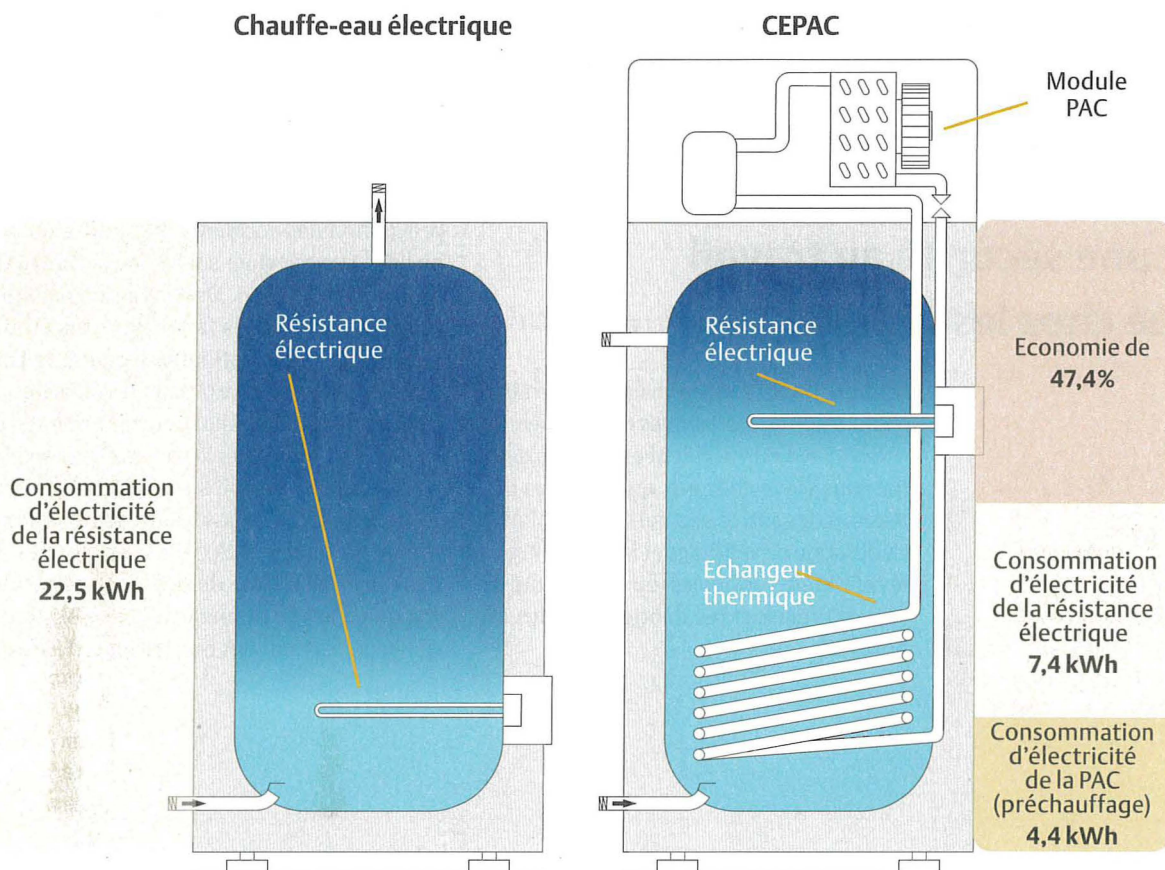 Chauffe-eau électrique
CEPAC
Module
PAC
Résistance
électrique
Résistance
électrique
Economie de
47,4%
Consommation
d'électricité
de la résistance
électrique
22,5 kWh
Echangeur
thermique
Consommation
d'électricité
de la résistance
électrique
7,4 kWh
Consommation
d'électricité
de la PAC
(préchauffage)
4,4 kWh